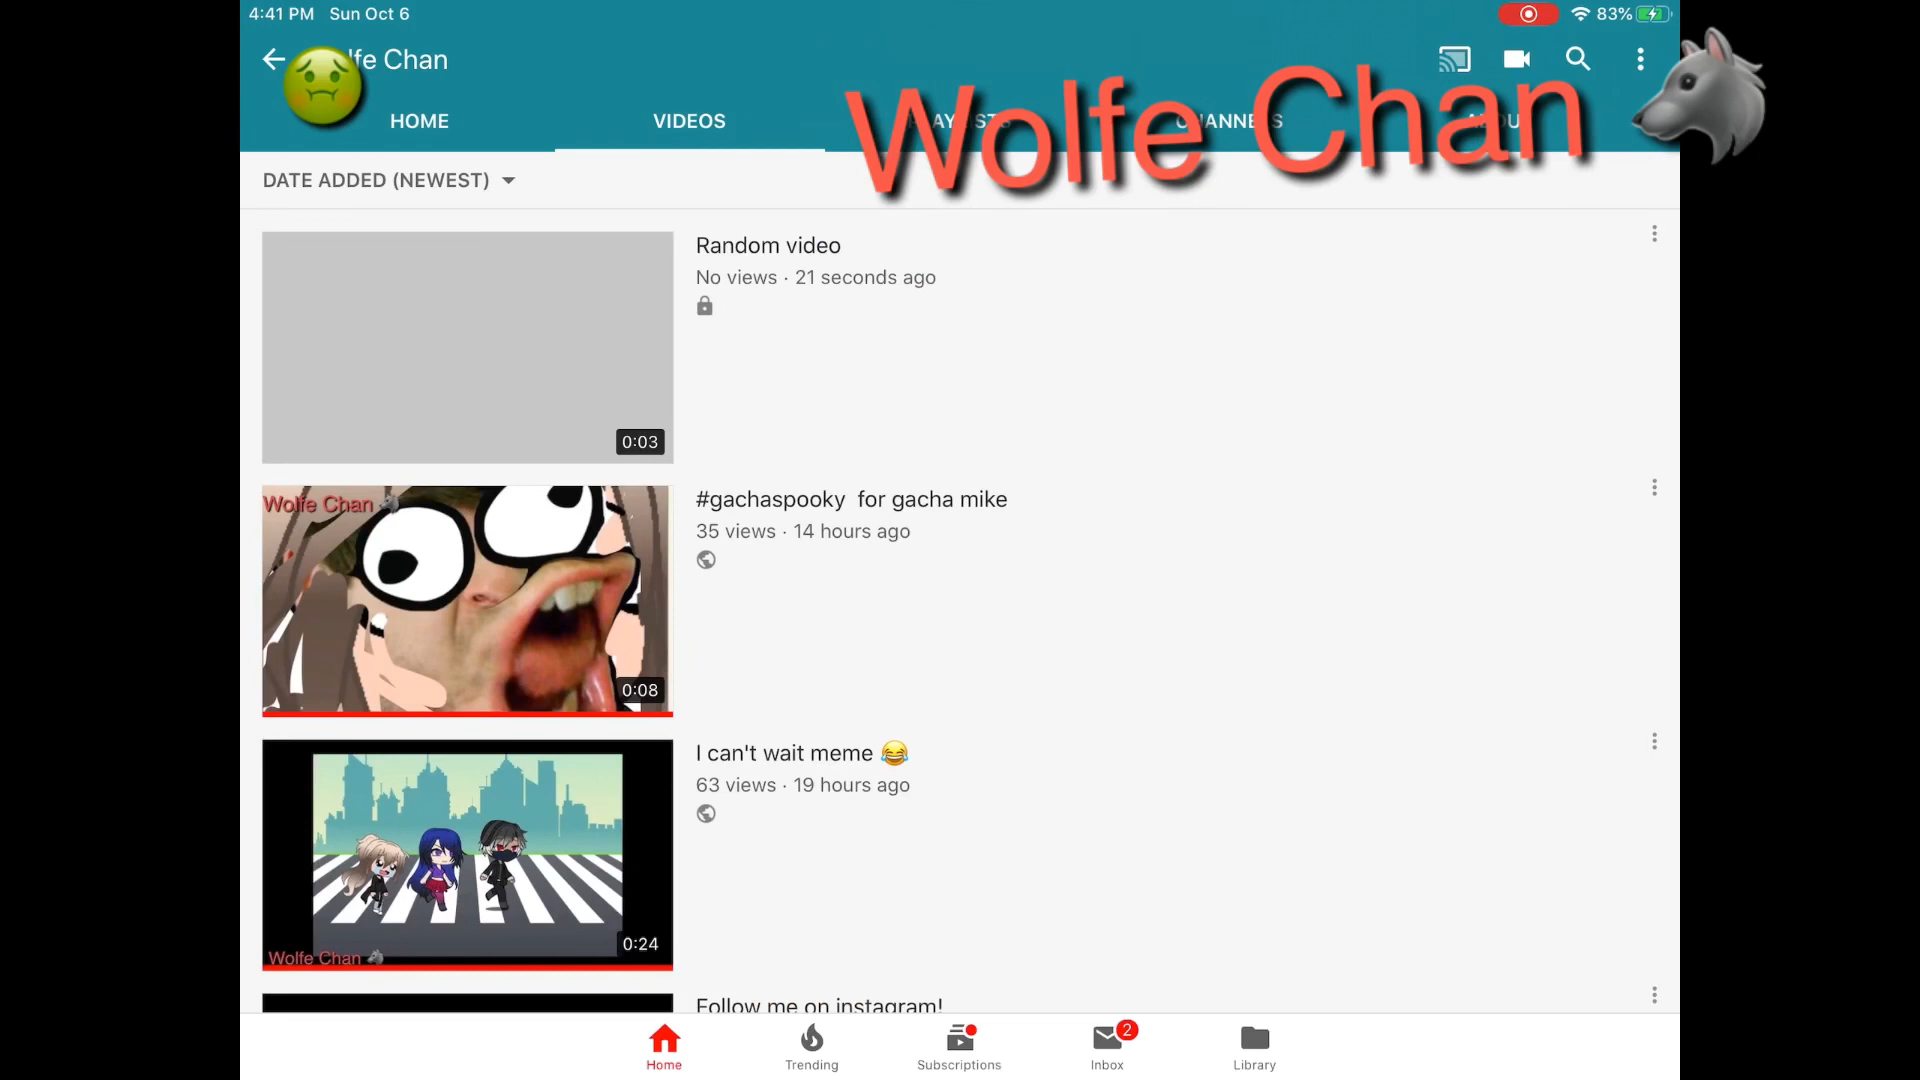 4:41 PM Sun Oct 6
83%
lfe Chan
Wolfe Chan
HOME VIDEOS
DATE ADDED (NEWEST)
Random video
No views · 21 seconds ago
0:03
Wolfe Chan
#gachaspooky for gacha mike
35 views · 14 hours ago
0:08
I can't wait meme 😂
63 views · 19 hours ago
0:24
Wolfe Chan
Follow me on instagram!
2
Home Trending Subscriptions Inbox Library